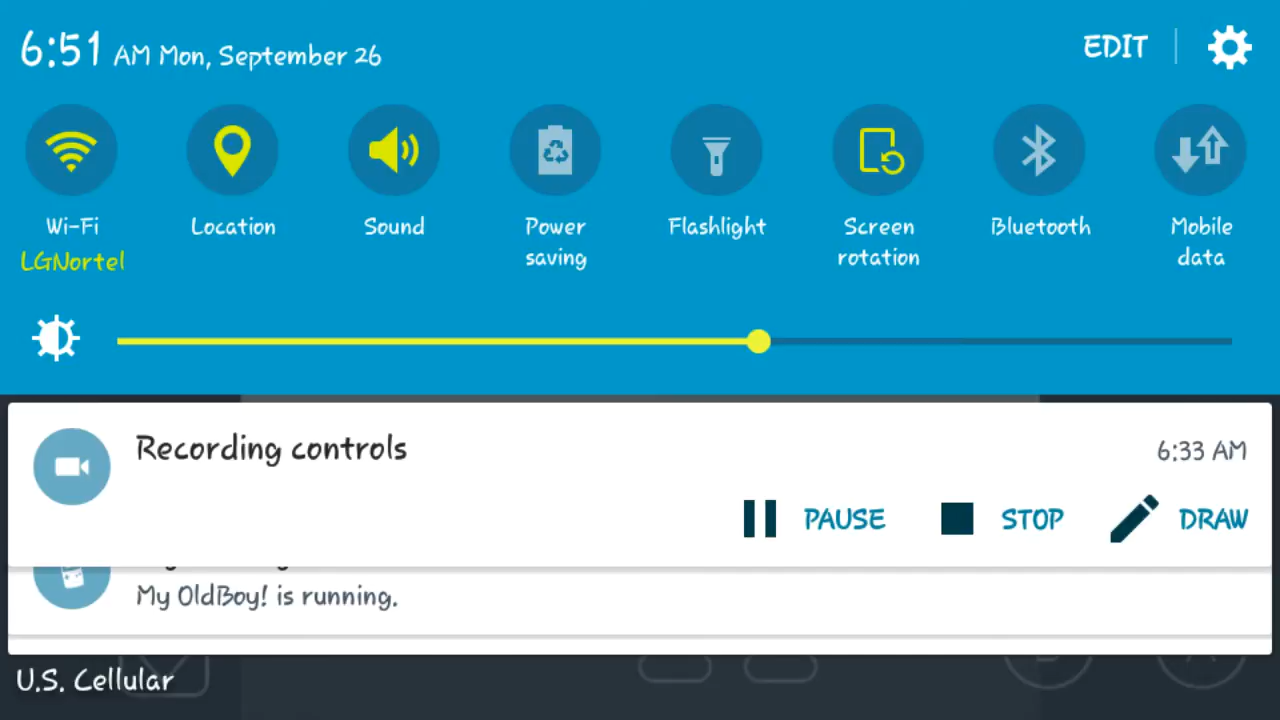 6:51 AM Mon, September 26
EDIT
Wi-Fi
LGNortel
Location
Sound
Power
saving
Flashlight
Screen
rotation
Bluetooth
Mobile
data
Recording controls
6:33 AM
PAUSE
STOP
DRAW
My OldBoy! is running.
U.S. Cellular